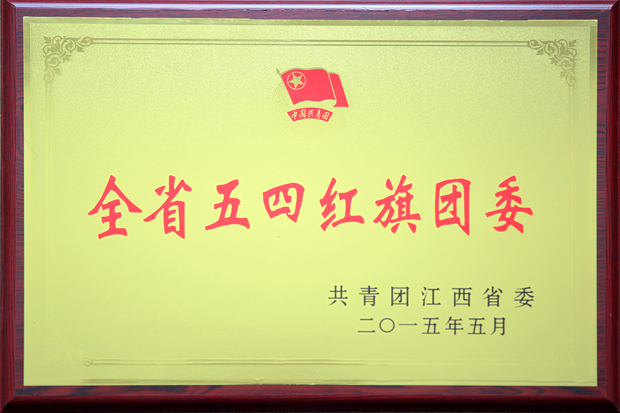 中国共青团
全省五四红旗团委
共青团江西省委
二〇一五年五月